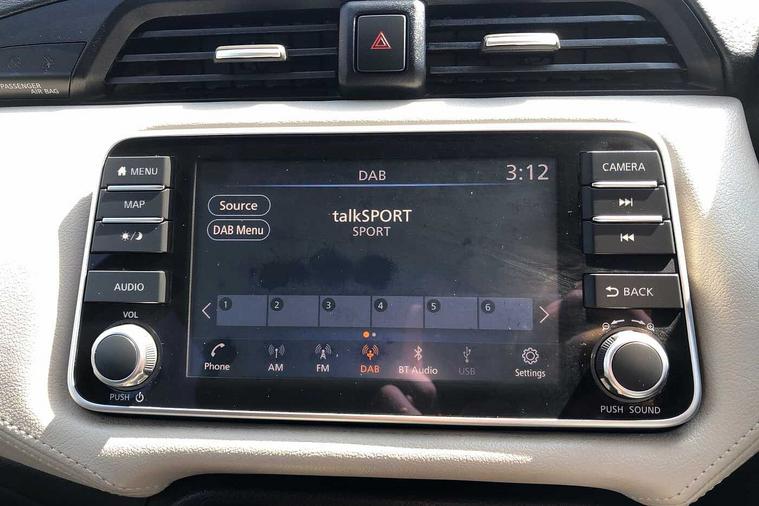 PASSENGER
AIR BAG
MENU
MAP
AUDIO
VOL
PUSH
DAB
3:12
Source
DAB Menu
talkSPORT
SPORT
1 2 3 4 5 6
Phone AM FM DAB BT Audio USB Settings
CAMERA
BACK
PUSH SOUND